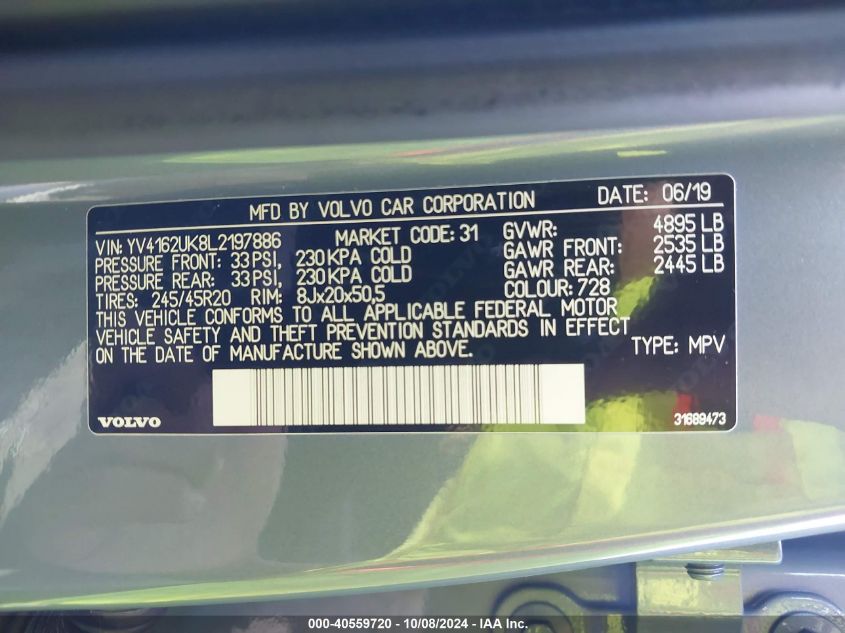 MFD BY VOLVO CAR CORPORATION DATE: 06/19
VIN: YV4162UK8L2197886 MARKET CODE: 31 GVWR: 4895 LB
PRESSURE FRONT: 33 PSI, 230 KPA COLD GAWR FRONT: 2535 LB
PRESSURE REAR: 33 PSI, 230 KPA COLD GAWR REAR: 2445 LB
TIRES: 245/45R20 RIM: 8Jx20x50,5 COLOUR: 728
THIS VEHICLE CONFORMS TO ALL APPLICABLE FEDERAL MOTOR
VEHICLE SAFETY AND THEFT PREVENTION STANDARDS IN EFFECT
ON THE DATE OF MANUFACTURE SHOWN ABOVE. TYPE: MPV
VOLVO 31689473
000-40559720 - 10/08/2024 - IAA Inc.